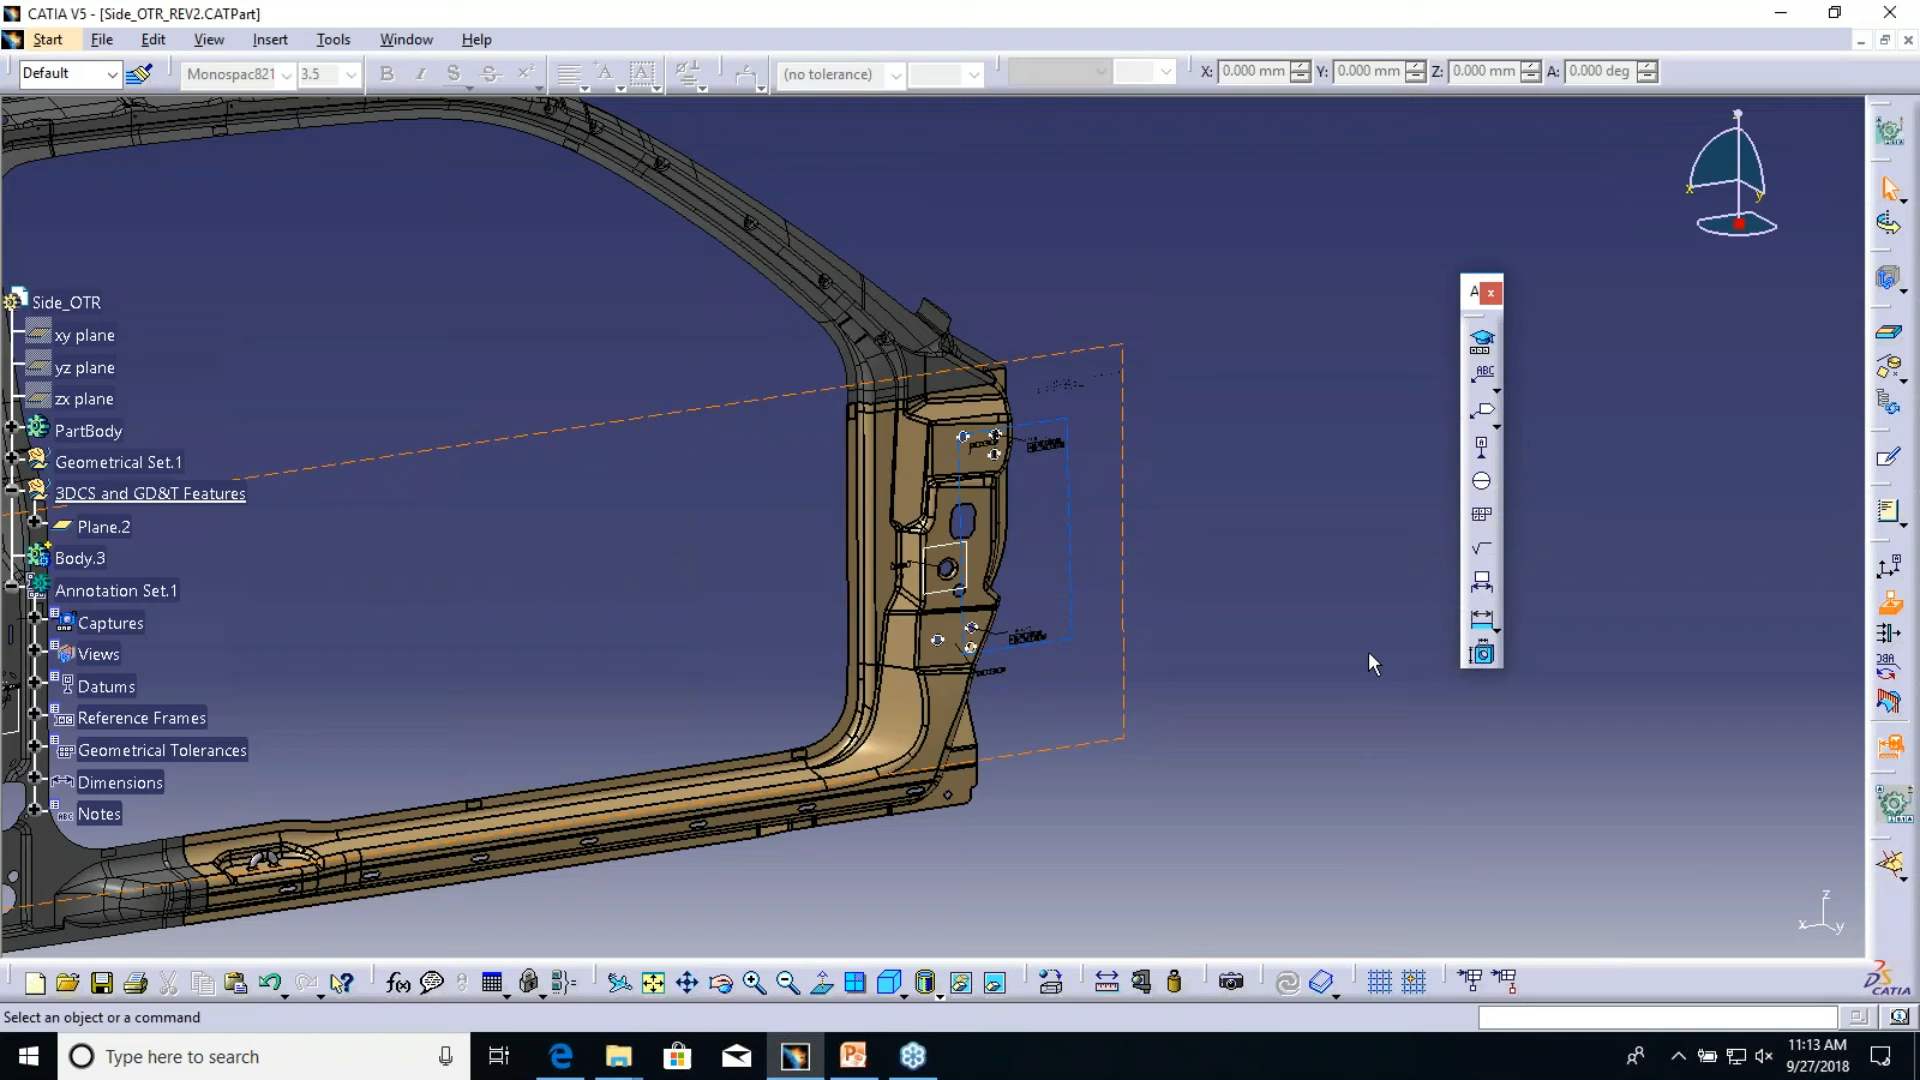 CATIA V5 - [Side_OTR_REV2.CATPart]
Start File Edit View Insert Tools Window Help
Default Monospac821 3.5 B I S S (no tolerance) X: 0.000 mm Y: 0.000 mm Z: 0.000 mm A: 0.000 deg
x y
Side_OTR
xy plane
yz plane
zx plane
PartBody
Geometrical Set.1
3DCS and GD&T Features
Plane.2
Body.3
Annotation Set.1
Captures
Views
Datums
Reference Frames
Geometrical Tolerances
Dimensions
Notes
A x
ABC
z
x y
f(x)
CATIA
Select an object or a command
Type here to search
11:13 AM
9/27/2018